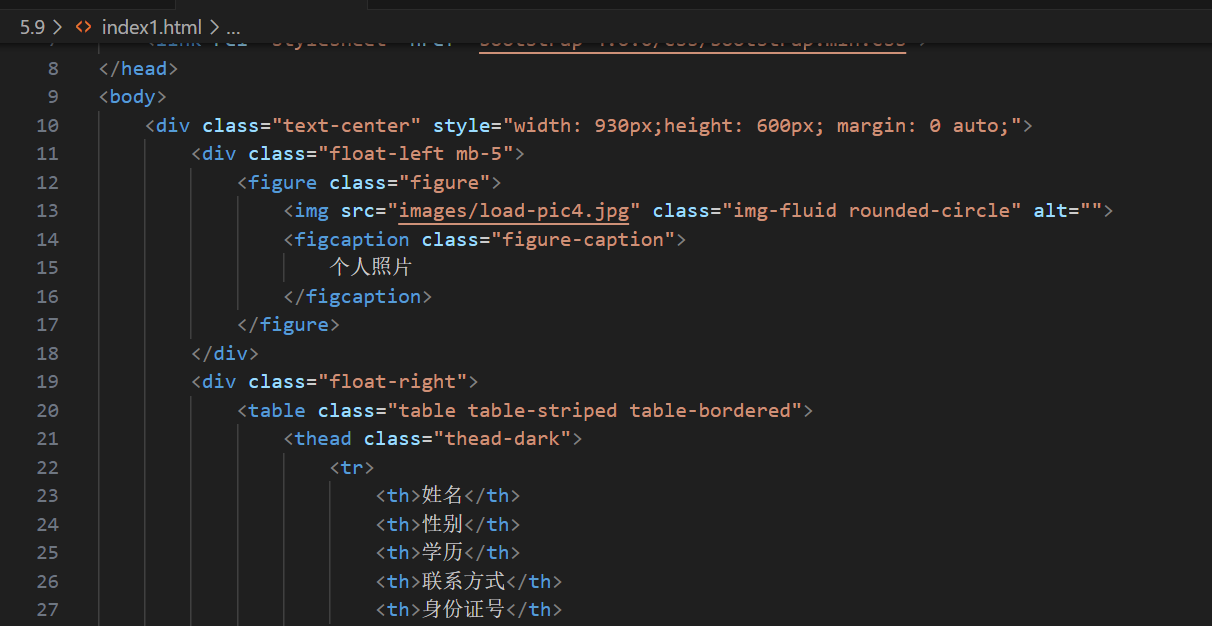 5.9 > <> index1.html > ...
8 </head>
9 <body>
10 <div class="text-center" style="width: 930px;height: 600px; margin: 0 auto;">
11 <div class="float-left mb-5">
12 <figure class="figure">
13 <img src="images/load-pic4.jpg" class="img-fluid rounded-circle" alt="">
14 <figcaption class="figure-caption">
15 个人照片
16 </figcaption>
17 </figure>
18 </div>
19 <div class="float-right">
20 <table class="table table-striped table-bordered">
21 <thead class="thead-dark">
22 <tr>
23 <th>姓名</th>
24 <th>性别</th>
25 <th>学历</th>
26 <th>联系方式</th>
27 <th>身份证号</th>